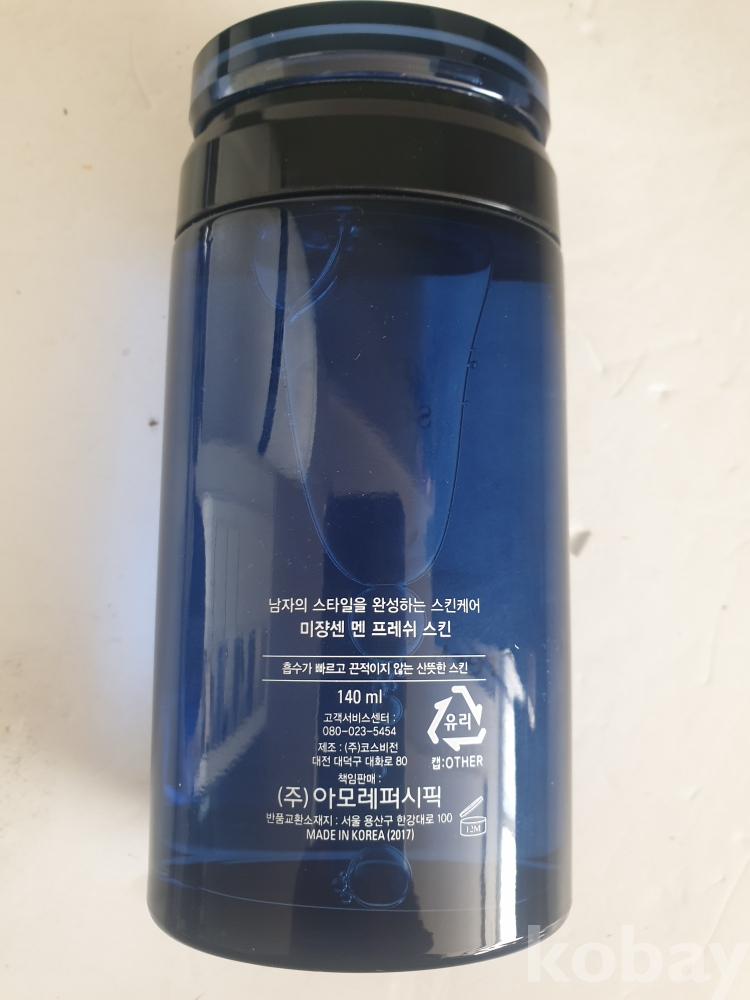 남자의 스타일을 완성하는 스킨케어
미쟝센 멘 프레쉬 스킨
흡수가 빠르고 끈적이지 않는 산뜻한 스킨
140 ml
고객서비스센터 :
080-023-5454
유리
제조 : (주)코스비전
대전 대덕구 대화로 80
캡:OTHER
책임판매 :
(주)아모레퍼시픽
반품교환소재지 : 서울 용산구 한강대로 100
12M
MADE IN KOREA (2017)
kobay